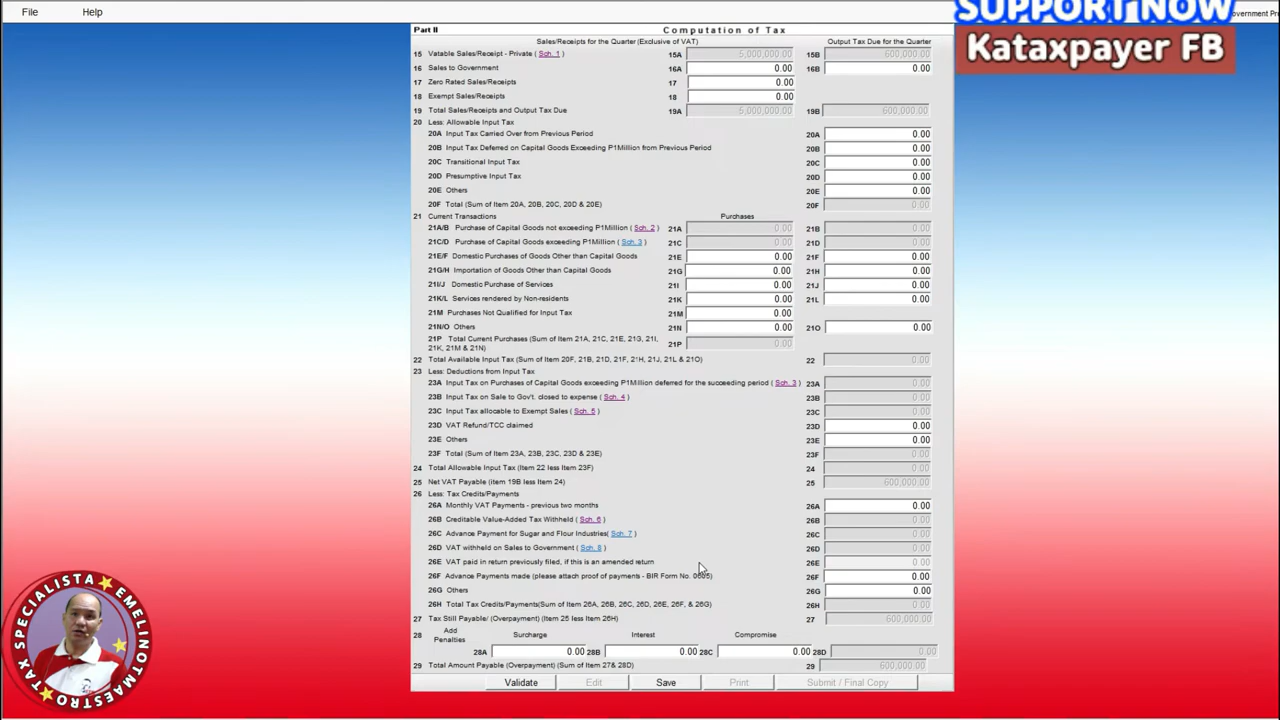 File Help
SUPPORT NOW
Kataxpayer FB
overnment Pr
Part II Computation of Tax
Sales/Receipts for the Quarter (Exclusive of VAT) Output Tax Due for the Quarter
15 Vatable Sales/Receipt - Private ( Sch. 1 ) 15A 5,000,000.00 15B 600,000.00
16 Sales to Government 16A 0.00 16B 0.00
17 Zero Rated Sales/Receipts 17 0.00
18 Exempt Sales/Receipts 18 0.00
19 Total Sales/Receipts and Output Tax Due 19A 5,000,000.00 19B 600,000.00
20 Less: Allowable Input Tax
20A Input Tax Carried Over from Previous Period 20A 0.00
20B Input Tax Deferred on Capital Goods Exceeding P1Million from Previous Period 20B 0.00
20C Transitional Input Tax 20C 0.00
20D Presumptive Input Tax 20D 0.00
20E Others 20E 0.00
20F Total (Sum of Item 20A, 20B, 20C, 20D & 20E) 20F 0.00
21 Current Transactions Purchases
21A/B Purchase of Capital Goods not exceeding P1Million ( Sch. 2 ) 21A 0.00 21B 0.00
21C/D Purchase of Capital Goods exceeding P1Million ( Sch. 3 ) 21C 0.00 21D 0.00
21E/F Domestic Purchases of Goods Other than Capital Goods 21E 0.00 21F 0.00
21G/H Importation of Goods Other than Capital Goods 21G 0.00 21H 0.00
21I/J Domestic Purchase of Services 21I 0.00 21J 0.00
21K/L Services rendered by Non-residents 21K 0.00 21L 0.00
21M Purchases Not Qualified for Input Tax 21M 0.00
21N/O Others 21N 0.00 21O 0.00
21P Total Current Purchases (Sum of Item 21A, 21C, 21E, 21G, 21I,
21K, 21M & 21N) 21P 0.00
22 Total Available Input Tax (Sum of Item 20F, 21B, 21D, 21F, 21H, 21J, 21L & 21O) 22 0.00
23 Less: Deductions from Input Tax
23A Input Tax on Purchases of Capital Goods exceeding P1Million deferred for the succeeding period ( Sch. 3 ) 23A 0.00
23B Input Tax on Sale to Gov't. closed to expense ( Sch. 4 ) 23B 0.00
23C Input Tax allocable to Exempt Sales ( Sch. 5 ) 23C 0.00
23D VAT Refund/TCC claimed 23D 0.00
23E Others 23E 0.00
23F Total (Sum of Item 23A, 23B, 23C, 23D & 23E) 23F 0.00
24 Total Allowable Input Tax (Item 22 less Item 23F) 24 0.00
25 Net VAT Payable (item 19B less Item 24) 25 600,000.00
26 Less: Tax Credits/Payments
26A Monthly VAT Payments - previous two months 26A 0.00
26B Creditable Value-Added Tax Withheld ( Sch. 6 ) 26B 0.00
26C Advance Payment for Sugar and Flour Industries( Sch. 7 ) 26C 0.00
26D VAT withheld on Sales to Government ( Sch. 8 ) 26D 0.00
26E VAT paid in return previously filed, if this is an amended return 26E 0.00
26F Advance Payments made (please attach proof of payments - BIR Form No. 0605) 26F 0.00
26G Others 26G 0.00
26H Total Tax Credits/Payments(Sum of Item 26A, 26B, 26C, 26D, 26E, 26F, & 26G) 26H 0.00
27 Tax Still Payable/ (Overpayment) (Item 25 less Item 26H) 27 600,000.00
28 Add Penalties Surcharge Interest Compromise
28A 0.00 28B 0.00 28C 0.00 28D 0.00
29 Total Amount Payable (Overpayment) (Sum of Item 27& 28D) 29 600,000.00
Validate Edit Save Print Submit / Final Copy
TAX SPECIALISTA EMELINOTMAESTRO